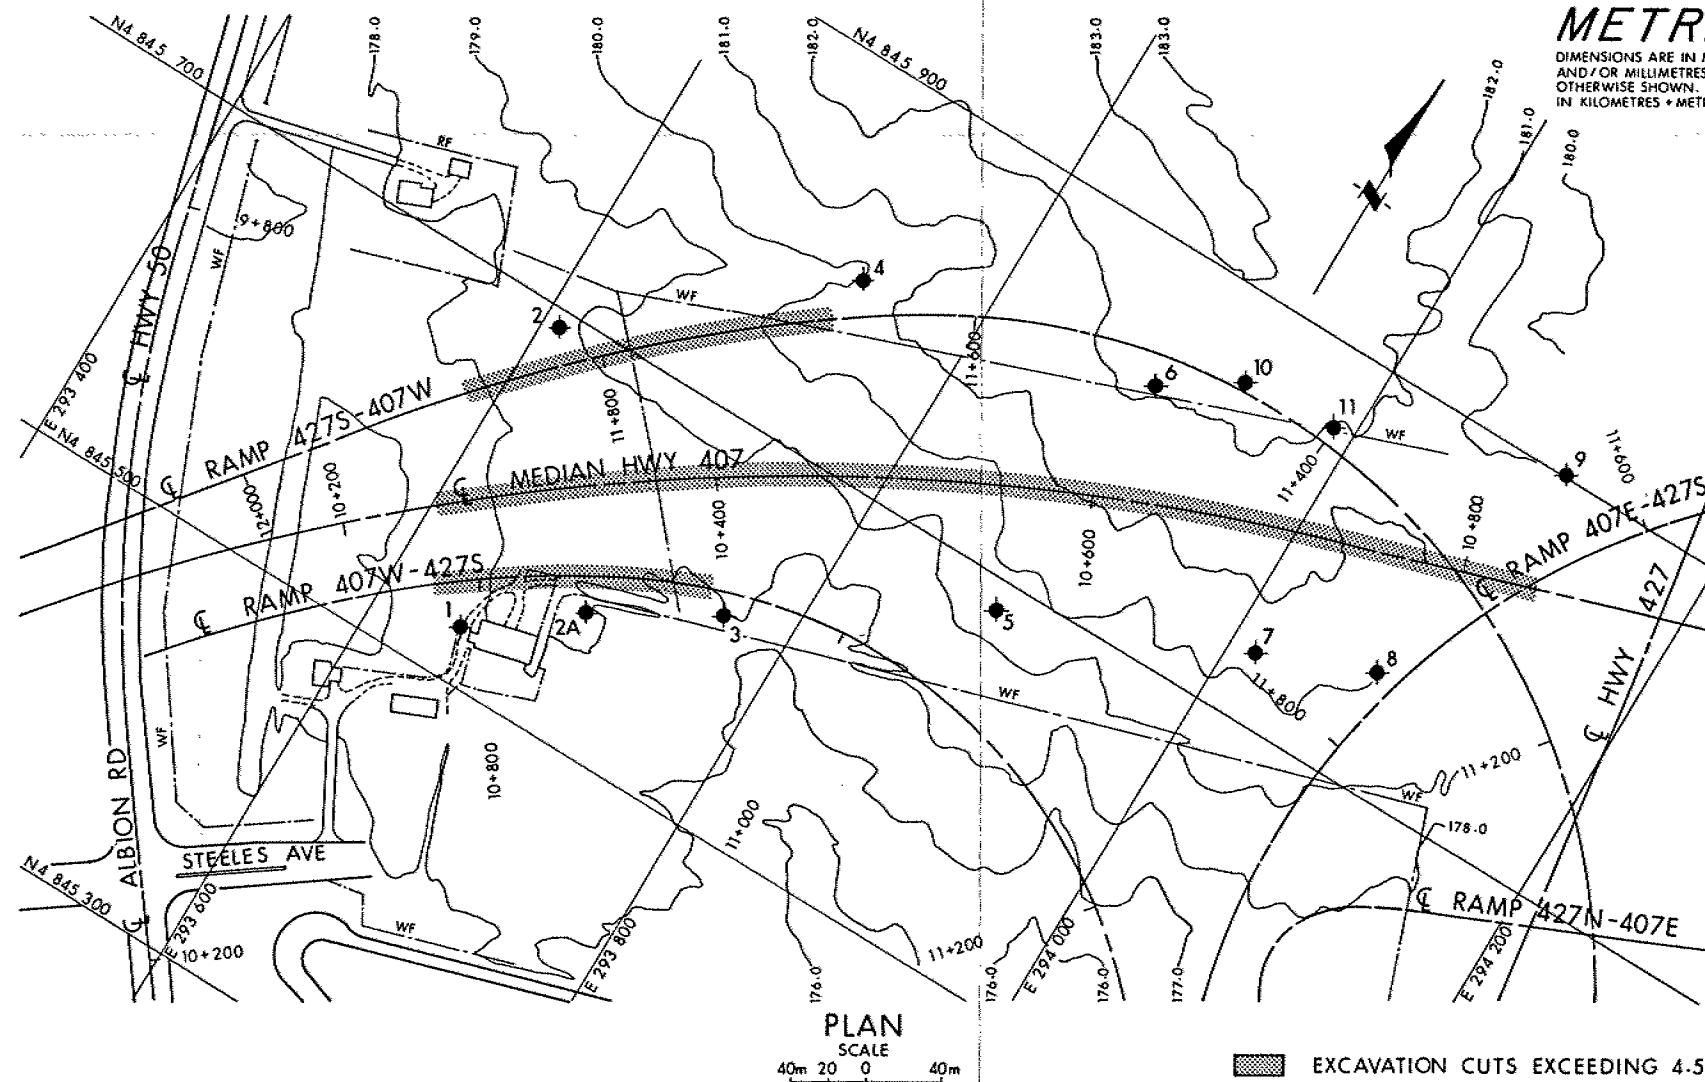 N4 845 700
178.0
179.0
180.0
181.0
182.0
N4 845 900
183.0
183.0
182.0
181.0
180.0
METR
DIMENSIONS ARE IN
AND/OR MILLIMETRES
OTHERWISE SHOWN.
IN KILOMETRES + MET
RF
9+800
WF
℄ HWY 50
N
2
4
WF
E 293 400
N4 845 500
℄ RAMP 427S-407W
11+800
11+600
6
10
11
WF
9
11+600
12+000
10+200
℄ MEDIAN HWY 407
10+400
10+600
11+400
10+800
℄ RAMP 407E-427S
℄ RAMP 407W-427S
1
2A
3
5
7
8
11+800
℄ HWY 427
WF
WF
10+800
11+000
11+200
WF
178.0
℄ ALBION RD
STEELES AVE
N4 845 300
E 293 600
10+200
WF
E 293 800
11+200
176.0
176.0
E 294 000
176.0
177.0
℄ RAMP 427N-407E
E 294 200
PLAN
SCALE
40m 20 0 40m
EXCAVATION CUTS EXCEEDING 4.5